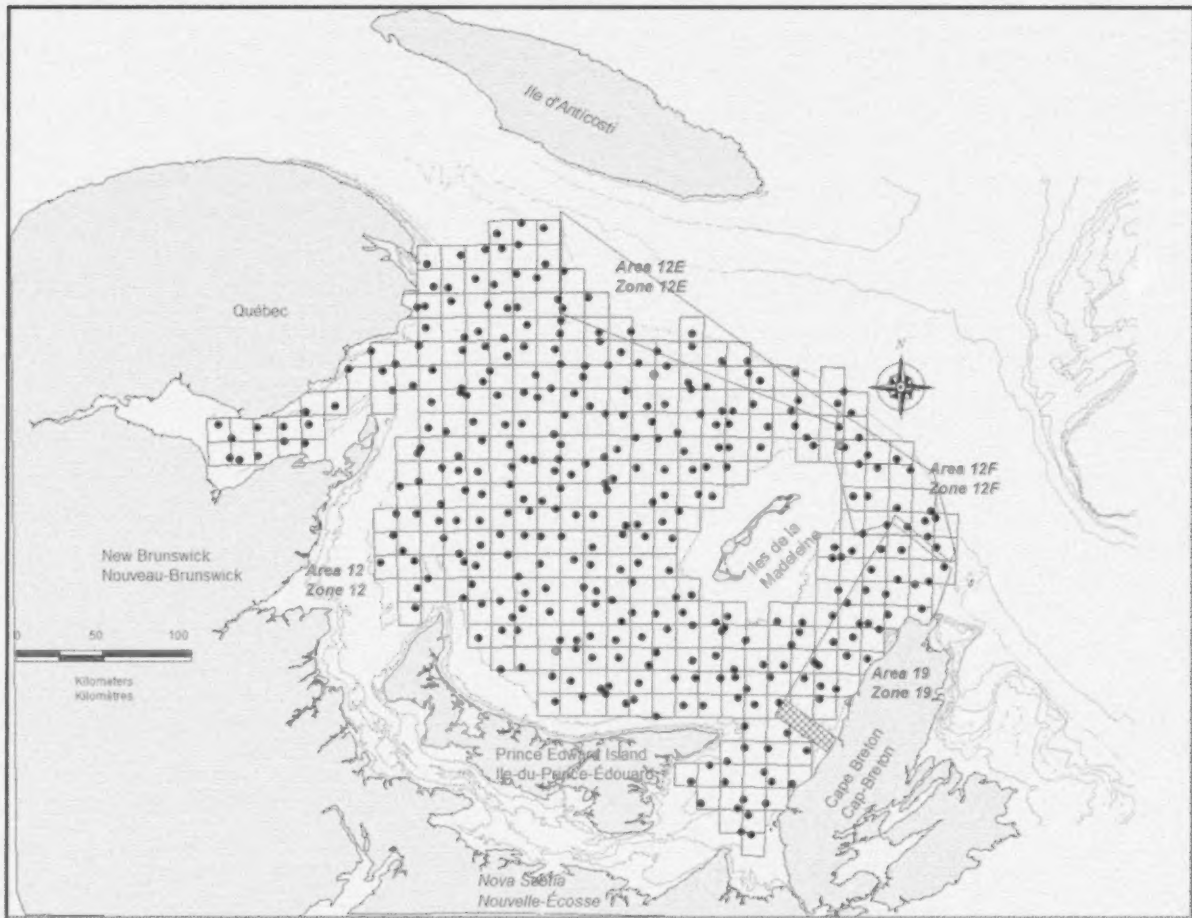 Ile d'Anticosti
N
Area 12E
Zone 12E
Québec
Area 12F
Zone 12F
Iles de la
Madeleine
New Brunswick
Nouveau-Brunswick
Area 12
Zone 12
0 50 100
Kilometers
Kilomètres
Area 19
Zone 19
Prince Edward Island
Ile-du-Prince-Édouard
Cape Breton
Cap-Breton
Nova Scotia
Nouvelle-Écosse